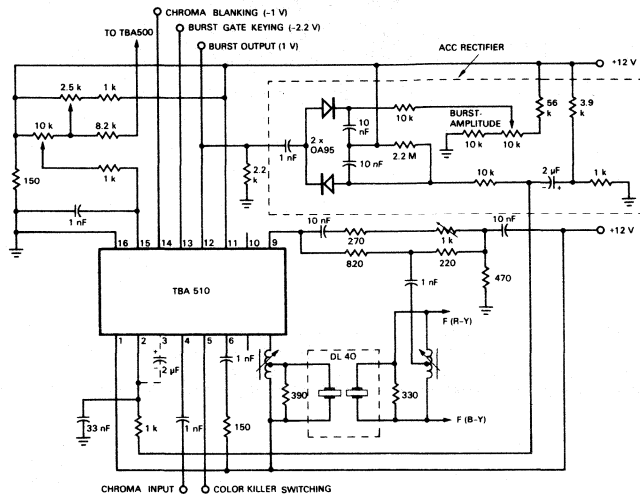 CHROMA BLANKING (-1 V)
BURST GATE KEYING (-2.2 V)
TO TBA500
BURST OUTPUT (1 V)
ACC RECTIFIER
+12 V
2.5 k
1 k
10 k
8.2 k
1 k
150
1 nF
1 nF
2 x
OA95
2.2
k
10
nF
10 nF
10 k
2.2 M
BURST-
AMPLITUDE
10 k
10 k
56
k
3.9
k
10 k
2 µF
+
1 k
16 15 14 13 12 11 10 9
TBA 510
1 2 3 4 5 6
10 nF
270
1 k
10 nF
+12 V
820
220
470
1 nF
+
2 µF
1 nF
DL 40
F (R-Y)
390
330
33 nF
1 k
1 nF
150
F (B-Y)
CHROMA INPUT
COLOR KILLER SWITCHING